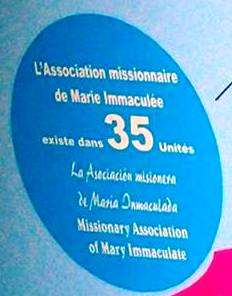 L'Association missionnaire
de Marie Immaculée
existe dans 35 Unités
La Asociación misionera
de María Inmaculada
Missionary Association
of Mary Immaculate